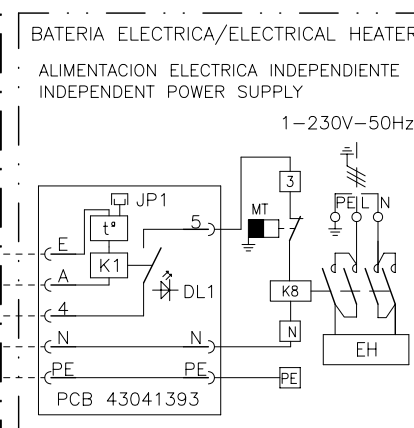 BATERIA ELECTRICA/ELECTRICAL HEATER
ALIMENTACION ELECTRICA INDEPENDIENTE
INDEPENDENT POWER SUPPLY
1-230V-50Hz
JP1
3
PE L N
MT
tª
5
E
K1
A
DL1
K8
4
N N
N
EH
PE PE
PE
PCB 43041393